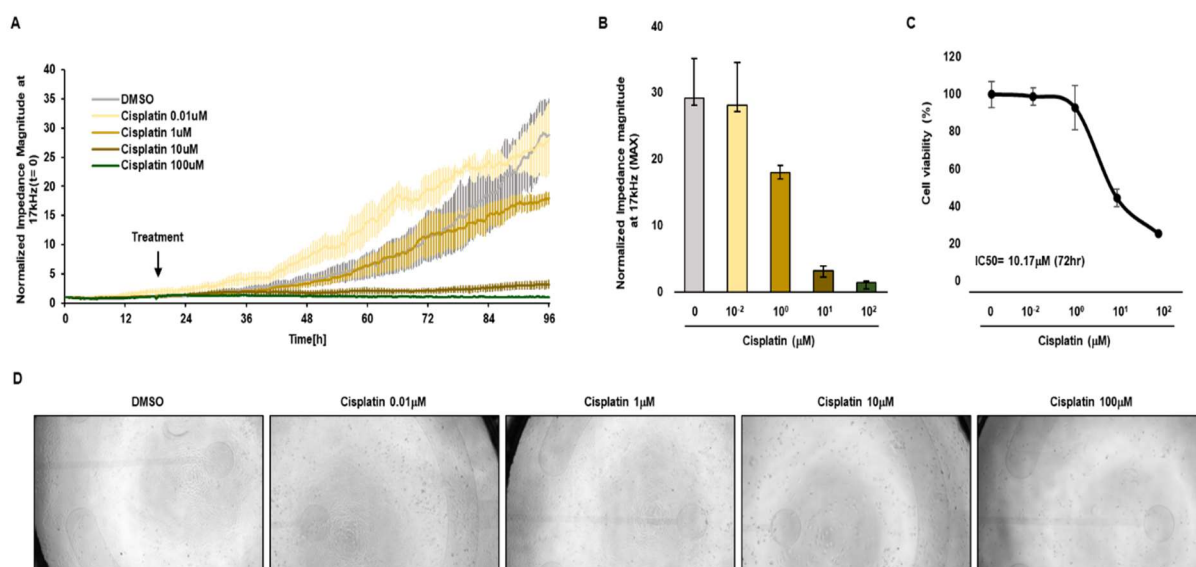 A
Normalized Impedance Magnitude at
17kHz(t=0)
40
35
30
25
20
15
10
5
0
DMSO
Cisplatin 0.01uM
Cisplatin 1uM
Cisplatin 10uM
Cisplatin 100uM
Treatment
0 12 24 36 48 60 72 84 96
Time[h]
B
Normalized Impedance magnitude
at 17kHz (MAX)
40
30
20
10
0
0 10-2 10⁰ 10¹ 10²
Cisplatin (μM)
C
Cell viability (%)
120
100
80
60
40
20
0
IC50= 10.17μM (72hr)
0 10-2 10⁰ 10¹ 10²
Cisplatin (μM)
D
DMSO
Cisplatin 0.01μM
Cisplatin 1μM
Cisplatin 10μM
Cisplatin 100μM